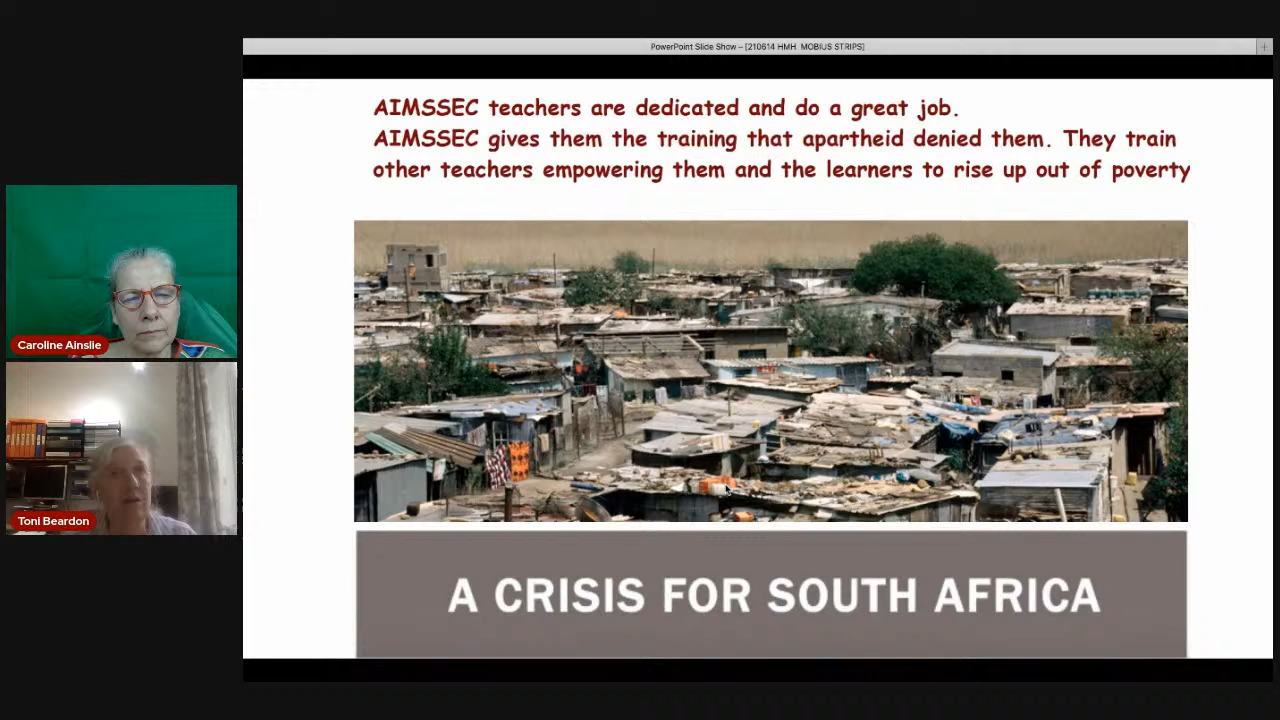 PowerPoint Slide Show – [210614 HMH MOBIUS STRIPS]
AIMSSEC teachers are dedicated and do a great job.
AIMSSEC gives them the training that apartheid denied them. They train
other teachers empowering them and the learners to rise up out of poverty
Caroline Ainslie
Toni Beardon
A CRISIS FOR SOUTH AFRICA